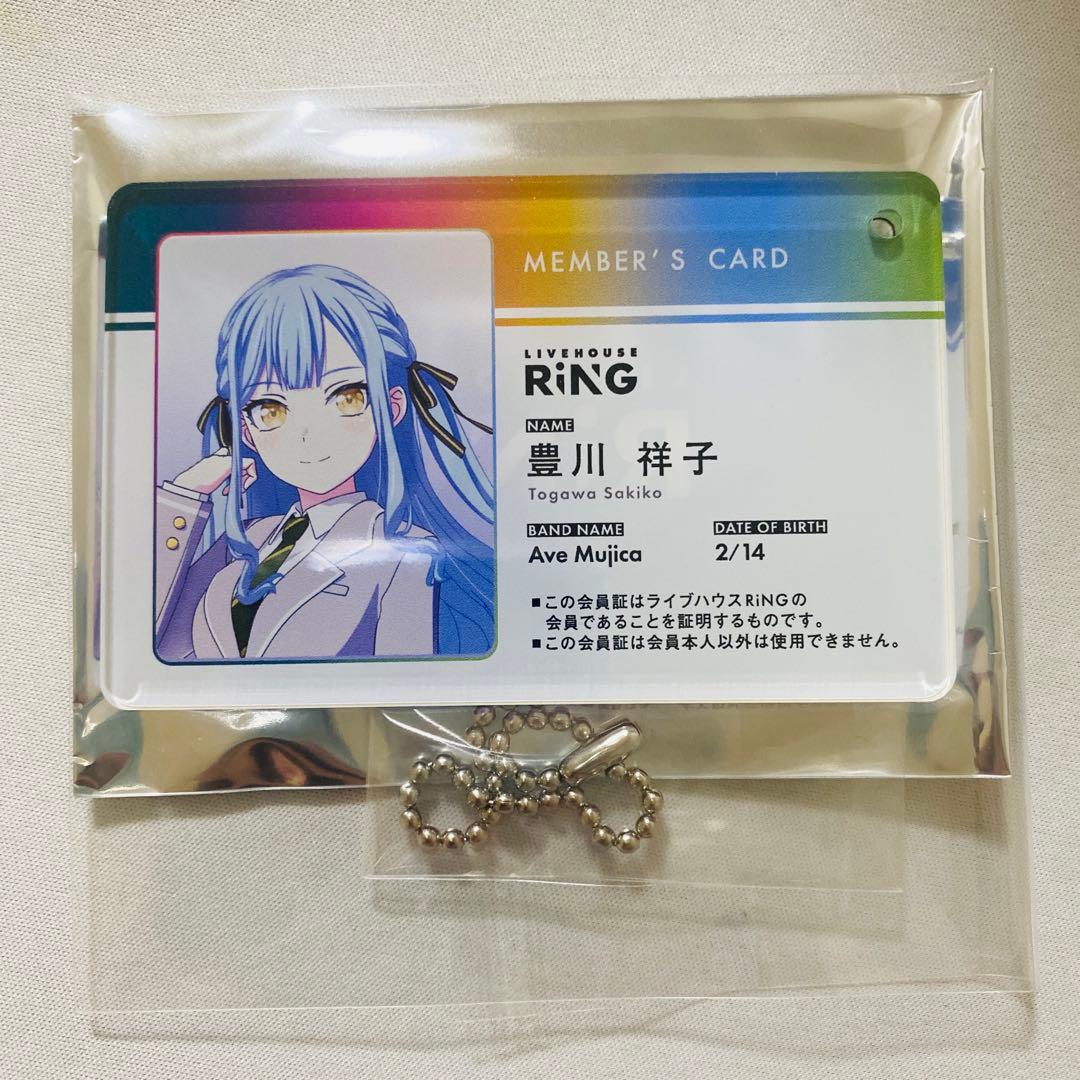 MEMBER'S CARD
LIVEHOUSE
RiNG
NAME
豊川 祥子
Togawa Sakiko
BAND NAME
Ave Mujica
DATE OF BIRTH
2/14
■この会員証はライブハウスRiNGの
会員であることを証明するものです。
■この会員証は会員本人以外は使用できません。